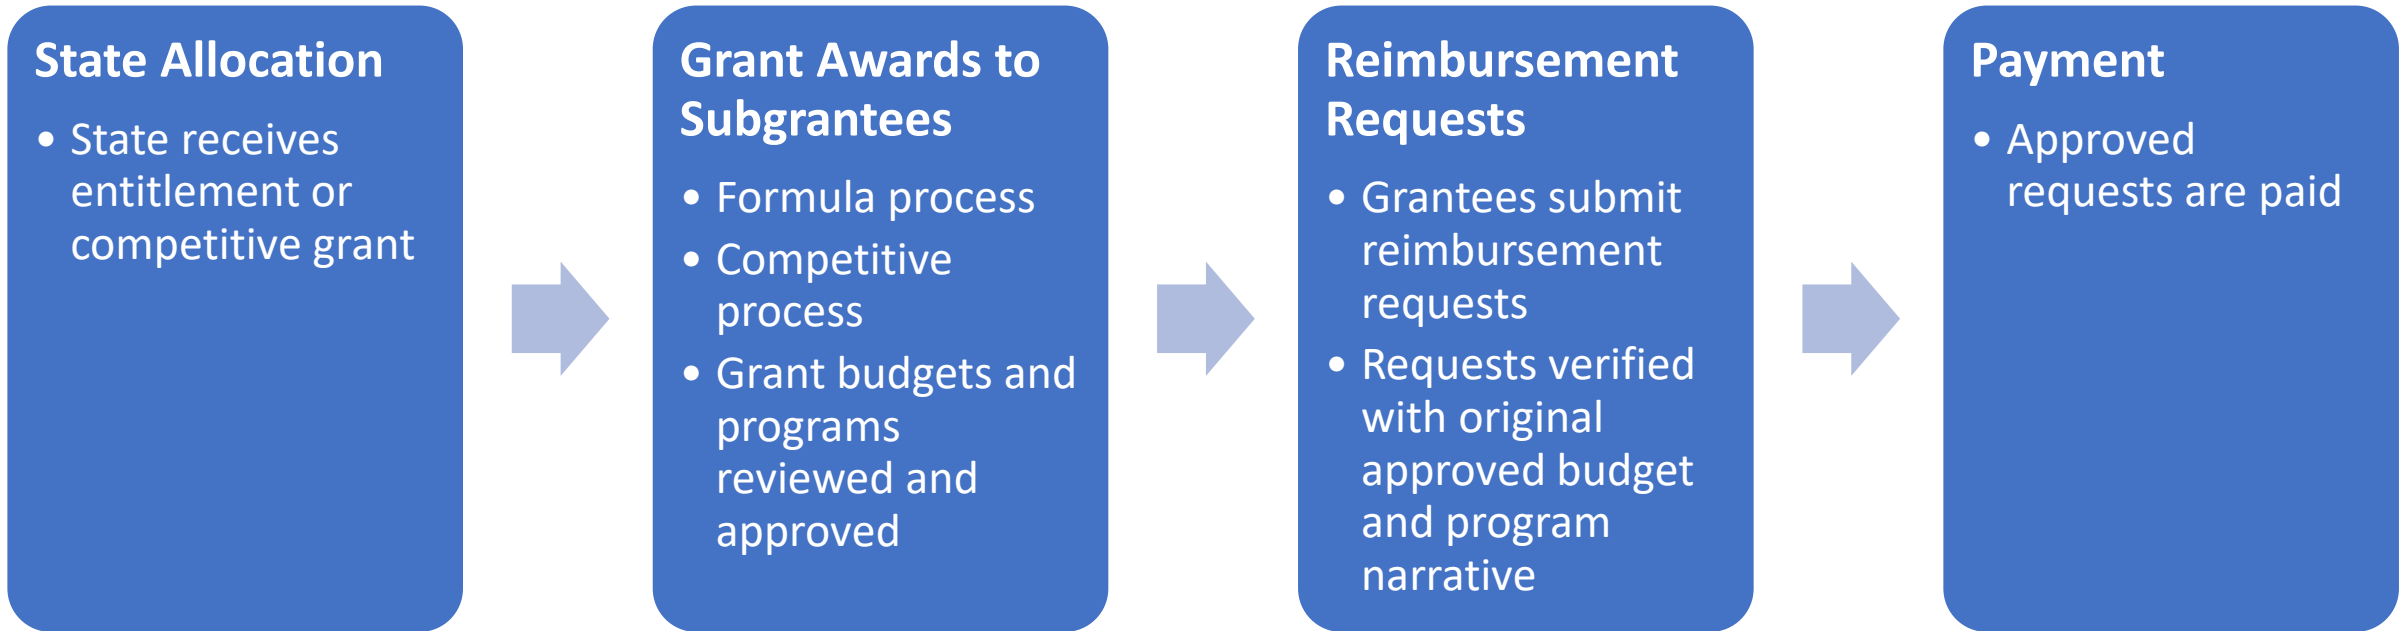 State Allocation
• State receives
entitlement or
competitive grant
Grant Awards to
Subgrantees
• Formula process
• Competitive
process
• Grant budgets and
programs
reviewed and
approved
Reimbursement
Requests
• Grantees submit
reimbursement
requests
• Requests verified
with original
approved budget
and program
narrative
Payment
• Approved
requests are paid